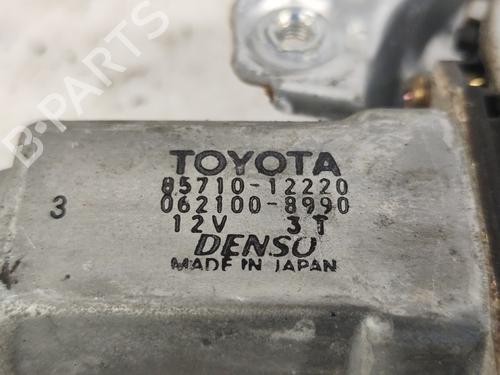 B-PARTS
TOYOTA
85710-12220
3
062100-8990
12V 3T
DENSO
MADE IN JAPAN